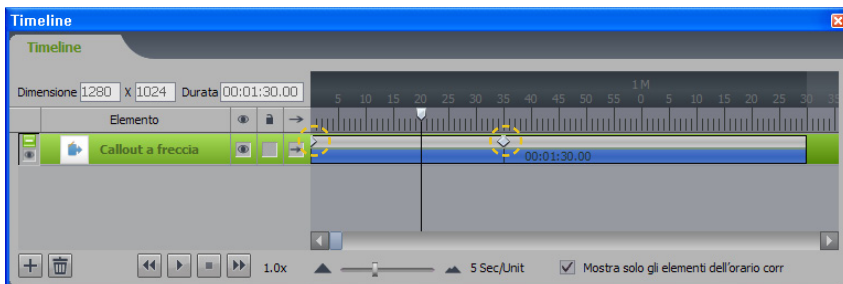 Timeline
Timeline
Dimensione 1280 X 1024 Durata 00:01:30.00
1M
5 10 15 20 25 30 35 40 45 50 55 0 5 10 15 20 25 30 35
Elemento
Callout a freccia
00:01:30.00
1.0x 5 Sec/Unit Mostra solo gli elementi dell'orario corr